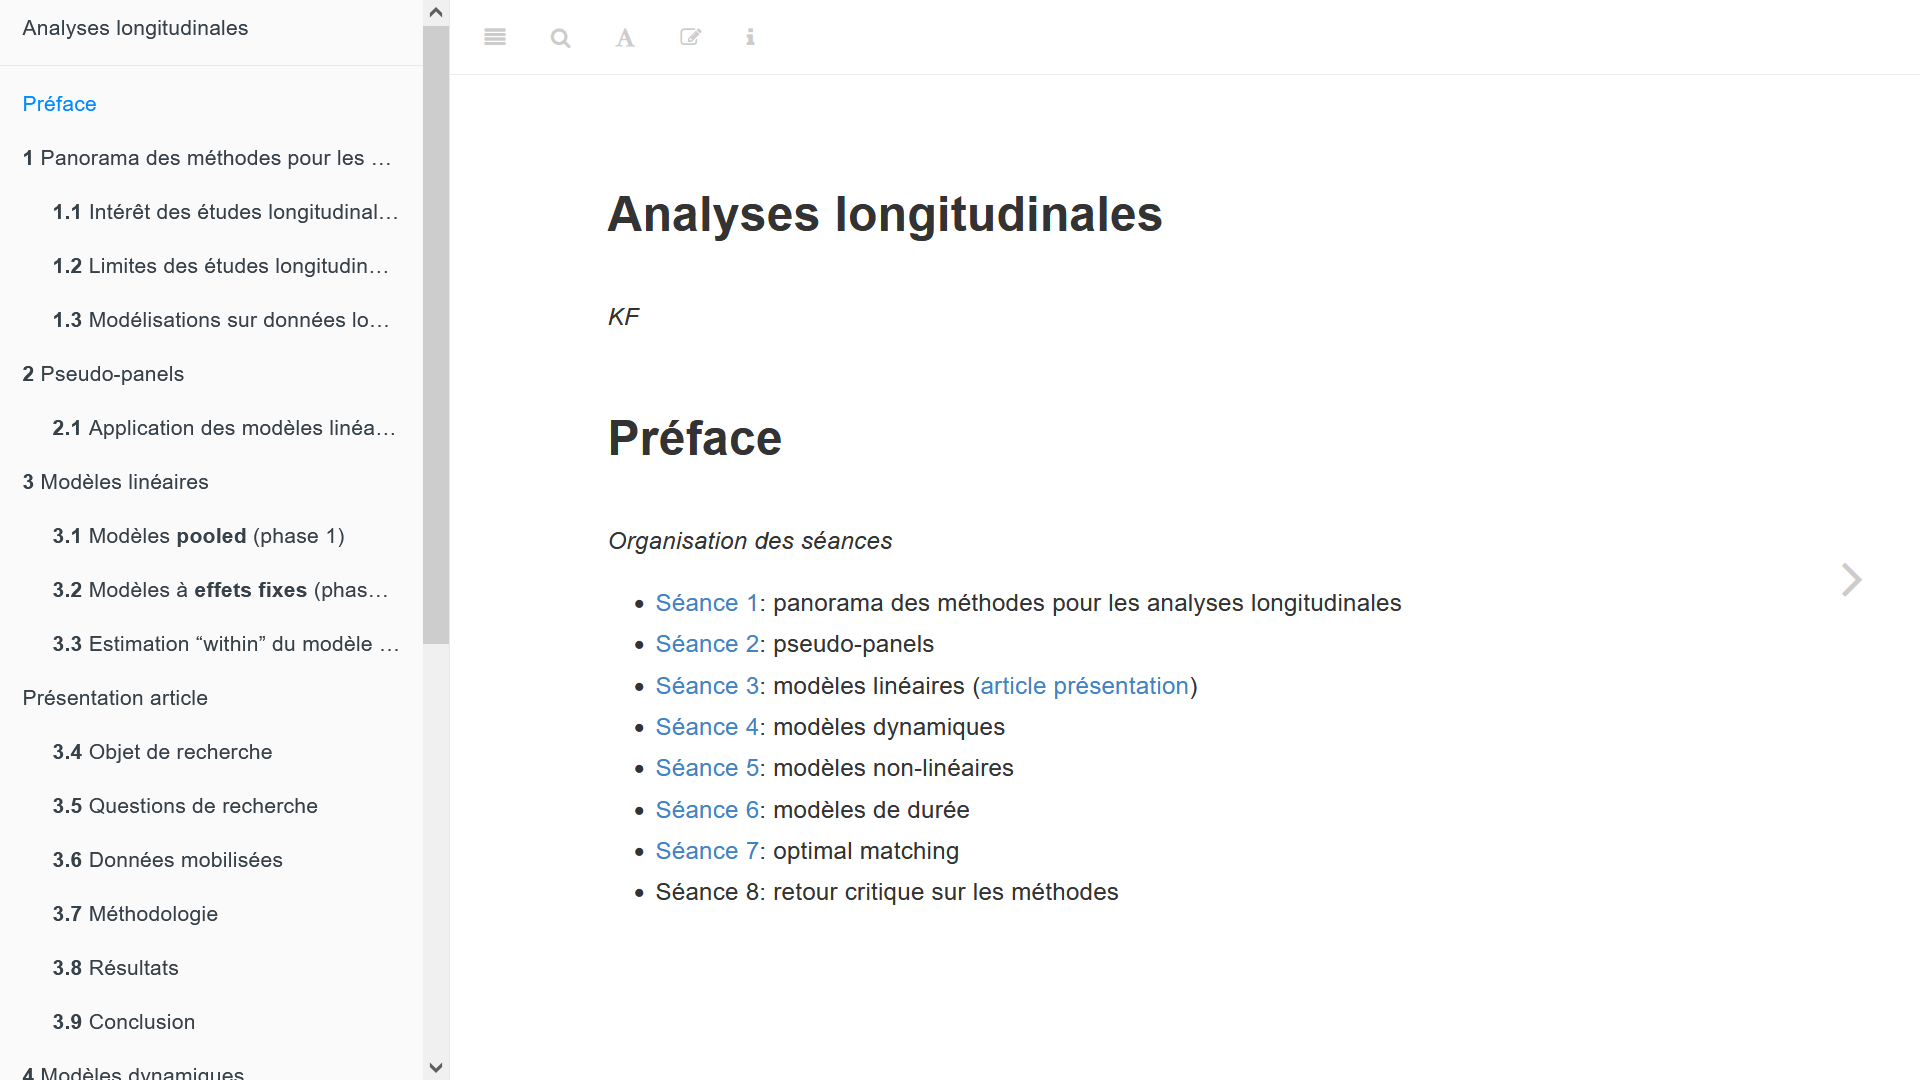 Analyses longitudinales
Préface
1 Panorama des méthodes pour les …
1.1 Intérêt des études longitudinal…
1.2 Limites des études longitudin…
1.3 Modélisations sur données lo…
2 Pseudo-panels
2.1 Application des modèles linéa…
3 Modèles linéaires
3.1 Modèles pooled (phase 1)
3.2 Modèles à effets fixes (phas…
3.3 Estimation “within” du modèle …
Présentation article
3.4 Objet de recherche
3.5 Questions de recherche
3.6 Données mobilisées
3.7 Méthodologie
3.8 Résultats
3.9 Conclusion
4 Modèles dynamiques
Analyses longitudinales
KF
Préface
Organisation des séances
• Séance 1: panorama des méthodes pour les analyses longitudinales
• Séance 2: pseudo-panels
• Séance 3: modèles linéaires (article présentation)
• Séance 4: modèles dynamiques
• Séance 5: modèles non-linéaires
• Séance 6: modèles de durée
• Séance 7: optimal matching
• Séance 8: retour critique sur les méthodes